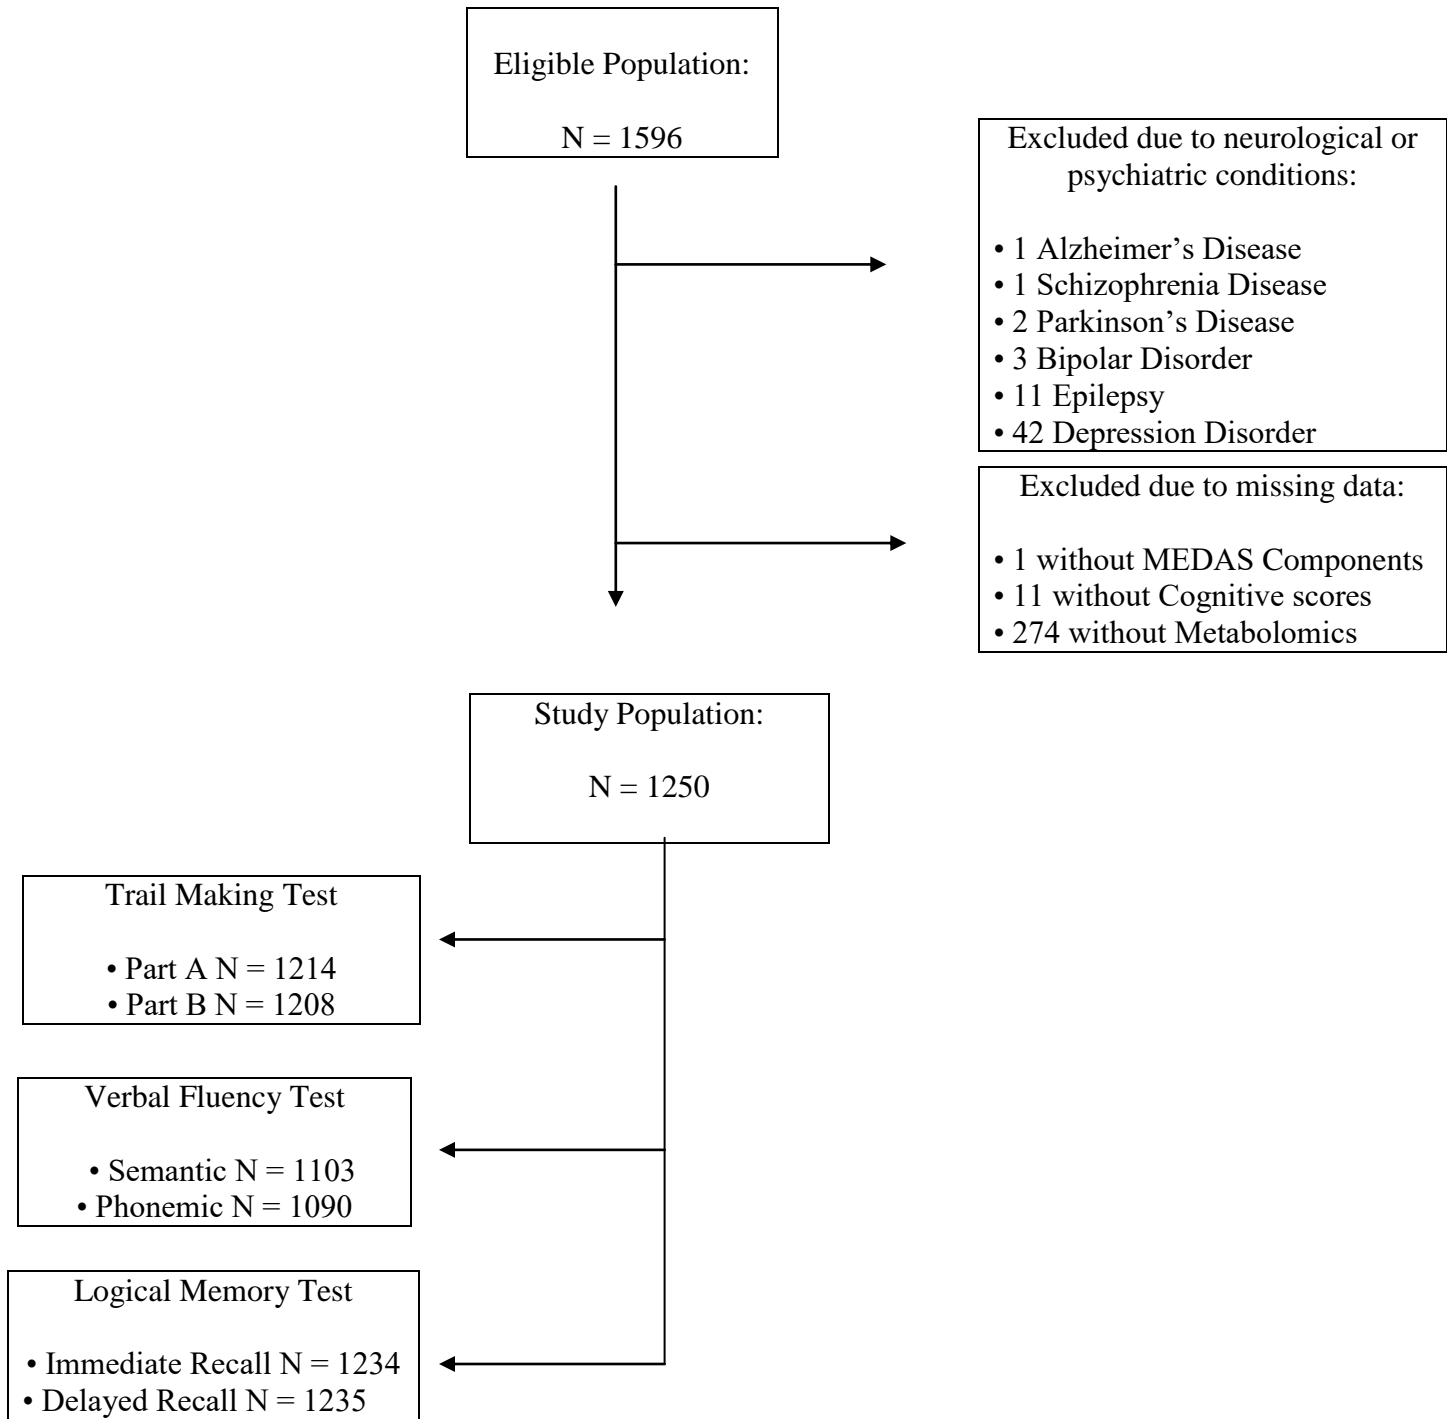 Eligible Population:
N = 1596
Excluded due to neurological or
psychiatric conditions:
• 1 Alzheimer’s Disease
• 1 Schizophrenia Disease
• 2 Parkinson’s Disease
• 3 Bipolar Disorder
• 11 Epilepsy
• 42 Depression Disorder
Excluded due to missing data:
• 1 without MEDAS Components
• 11 without Cognitive scores
• 274 without Metabolomics
Study Population:
N = 1250
Trail Making Test
• Part A N = 1214
• Part B N = 1208
Verbal Fluency Test
• Semantic N = 1103
• Phonemic N = 1090
Logical Memory Test
• Immediate Recall N = 1234
• Delayed Recall N = 1235